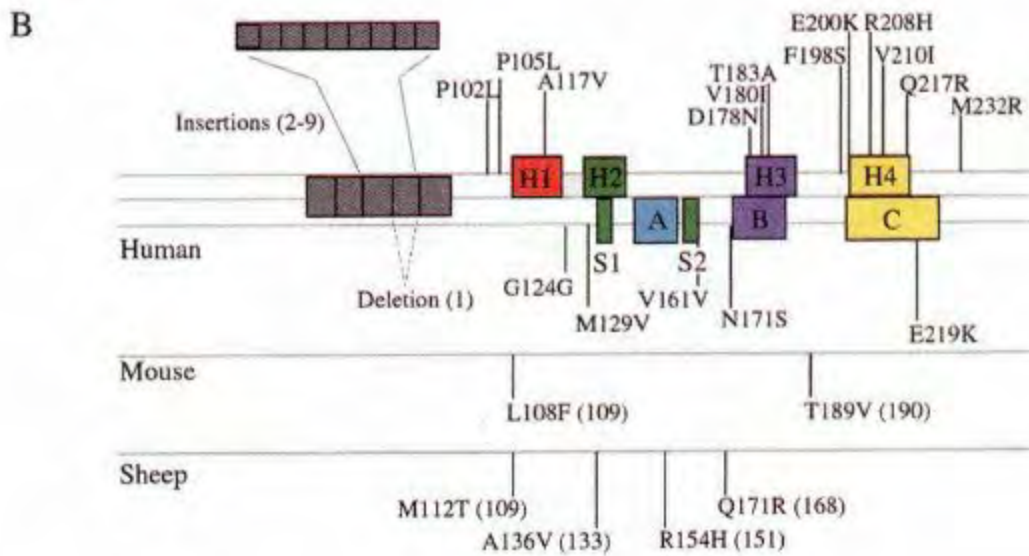 B
E200K R208H
P105L
F198S V210I
P102L A117V
T183A
V180I
Q217R
D178N
M232R
Insertions (2-9)
H1 H2 H3 H4
A B C
Human
S1 S2
G124G
V161V
Deletion (1)
M129V
N171S
E219K
Mouse
L108F (109) T189V (190)
Sheep
M112T (109) Q171R (168)
A136V (133) R154H (151)